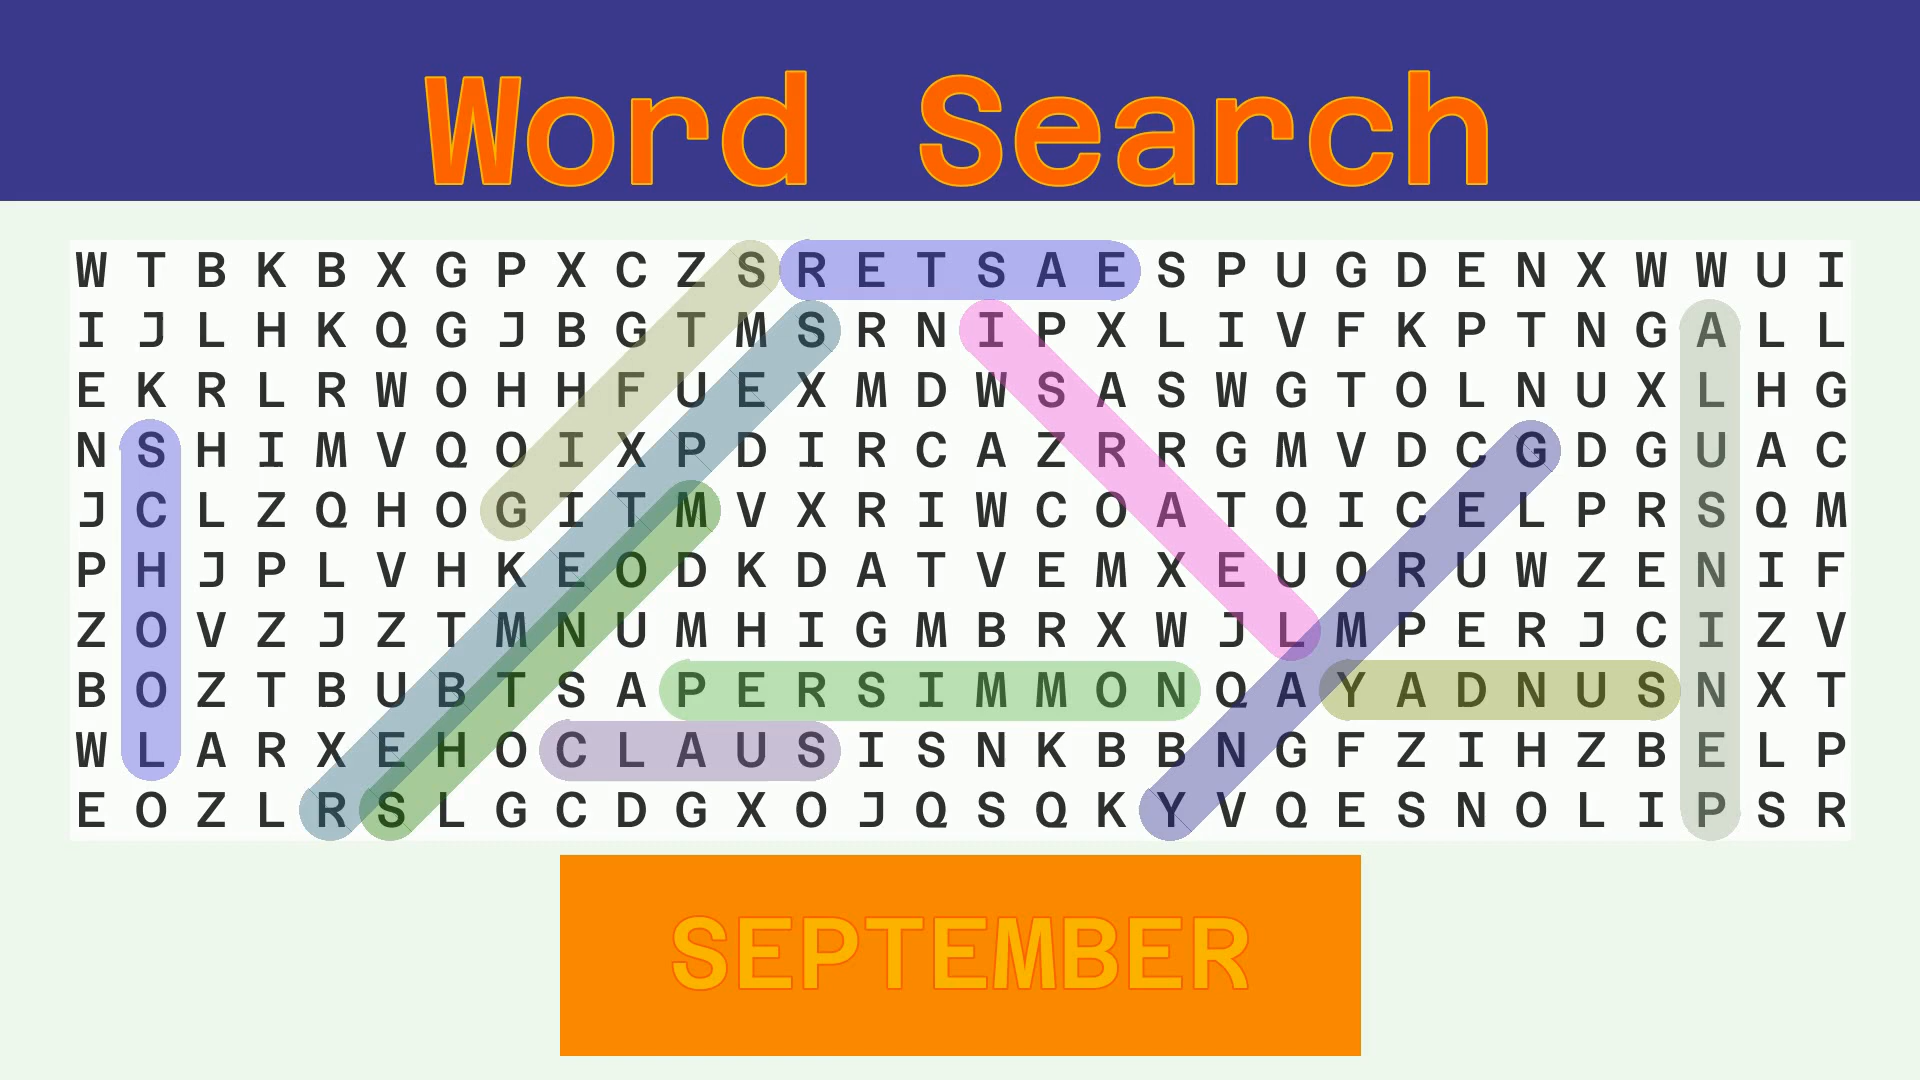 Word Search
W T B K B X G P X C Z S R E T S A E S P U G D E N X W W U I
I J L H K Q G J B G T M S R N I P X L I V F K P T N G A L L
E K R L R W O H H F U E X M D W S A S W G T O L N U X L H G
N S H I M V Q O I X P D I R C A Z R R G M V D C G D G U A C
J C L Z Q H O G I T M V X R I W C O A T Q I C E L P R S Q M
P H J P L V H K E O D K D A T V E M X E U O R U W Z E N I F
Z O V Z J Z T M N U M H I G M B R X W J L M P E R J C I Z V
B O Z T B U B T S A P E R S I M M O N Q A Y A D N U S N X T
W L A R X E H O C L A U S I S N K B B N G F Z I H Z B E L P
E O Z L R S L G C D G X O J Q S Q K Y V Q E S N O L I P S R
SEPTEMBER